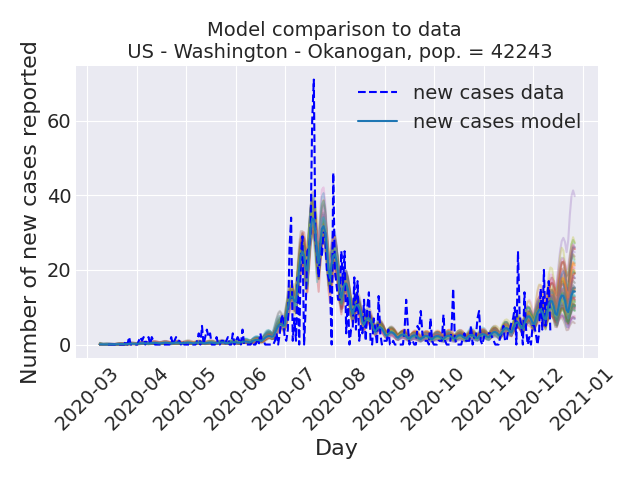 Model comparison to data
US - Washington - Okanogan, pop. = 42243
Number of new cases reported
60
40
20
0
new cases data
new cases model
2020-03
2020-04
2020-05
2020-06
2020-07
2020-08
2020-09
2020-10
2020-11
2020-12
2021-01
Day